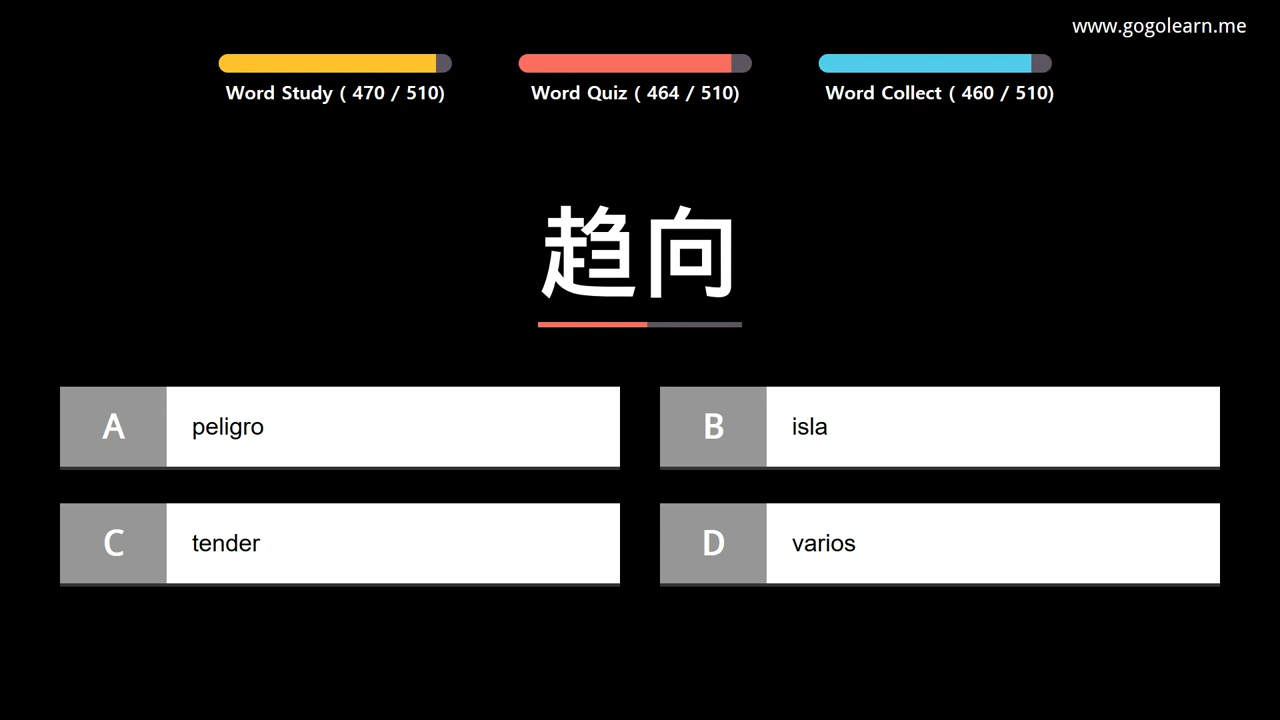 www.gogolearn.me
Word Study ( 470 / 510)
Word Quiz ( 464 / 510)
Word Collect ( 460 / 510)
趋向
A peligro
B isla
C tender
D varios